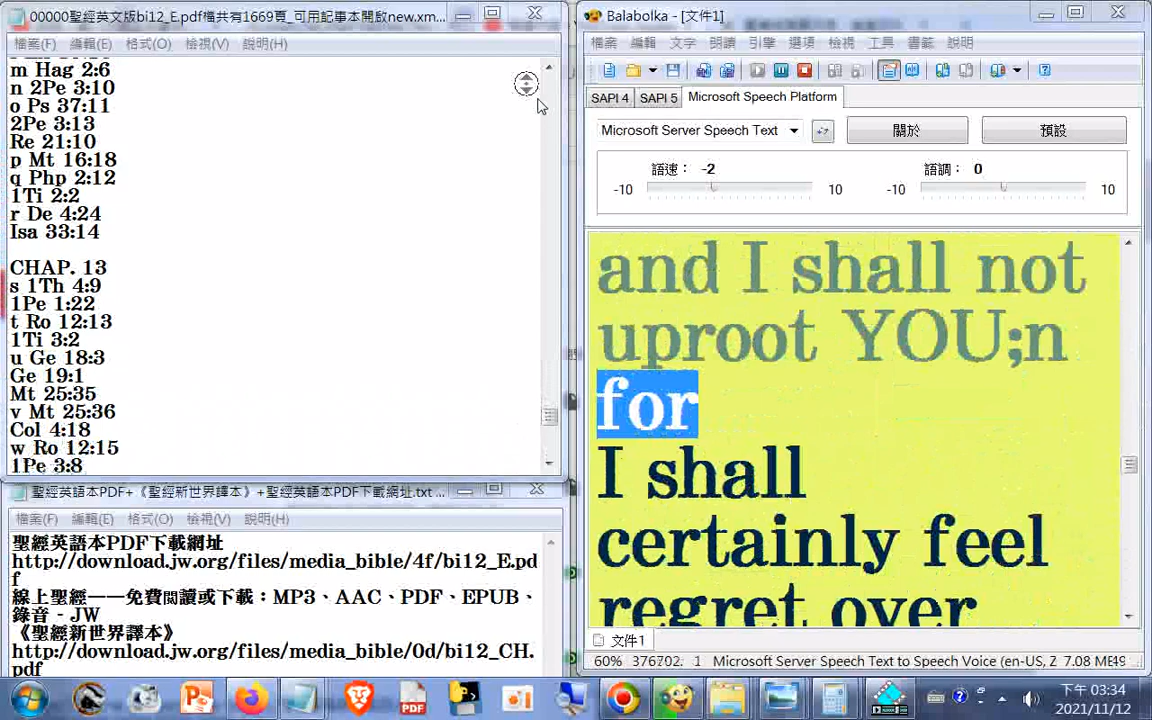 00000聖經英文版bi12_E.pdf檔共有1669頁_可用記事本開啟new.xm...
檔案(F) 編輯(E) 格式(O) 檢視(V) 說明(H)
m Hag 2:6
n 2Pe 3:10
o Ps 37:11
2Pe 3:13
Re 21:10
p Mt 16:18
q Php 2:12
1Ti 2:2
r De 4:24
Isa 33:14
CHAP. 13
s 1Th 4:9
1Pe 1:22
t Ro 12:13
1Ti 3:2
u Ge 18:3
Ge 19:1
Mt 25:35
v Mt 25:36
Col 4:18
w Ro 12:15
1Pe 3:8
聖經英語本PDF+《聖經新世界譯本》+聖經英語本PDF下載網址.txt ...
檔案(F) 編輯(E) 格式(O) 檢視(V) 說明(H)
聖經英語本PDF下載網址
http://download.jw.org/files/media_bible/4f/bi12_E.pd
f
線上聖經──免費閱讀或下載：MP3、AAC、PDF、EPUB、
錄音 - JW
《聖經新世界譯本》
http://download.jw.org/files/media_bible/0d/bi12_CH.
pdf
Balabolka - [文件1]
檔案 編輯 文字 朗讀 引擎 選項 檢視 工具 書籤 說明
SAPI 4 SAPI 5 Microsoft Speech Platform
Microsoft Server Speech Text 關於 預設
語速： -2 語調： 0
-10 10 -10 10
and I shall not
uproot YOU;n
for
I shall
certainly feel
regret over
文件1
60% 376702: 1 Microsoft Server Speech Text to Speech Voice (en-US, Z 7.08 ME
PDF
下午 03:34
2021/11/12